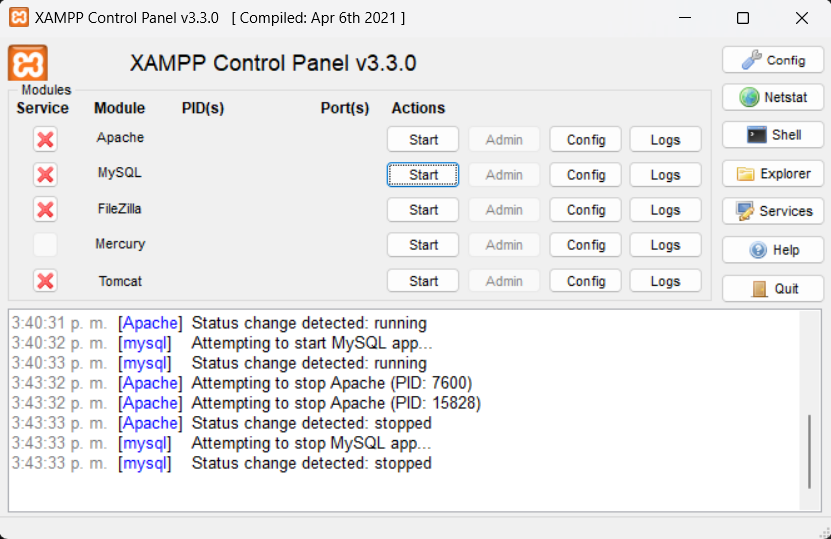 XAMPP Control Panel v3.3.0 [ Compiled: Apr 6th 2021 ]
XAMPP Control Panel v3.3.0
Modules
Service Module PID(s) Port(s) Actions
Apache Start Admin Config Logs
MySQL Start Admin Config Logs
FileZilla Start Admin Config Logs
Mercury Start Admin Config Logs
Tomcat Start Admin Config Logs
Config
Netstat
Shell
Explorer
Services
Help
Quit
3:40:31 p. m. [Apache] Status change detected: running
3:40:32 p. m. [mysql] Attempting to start MySQL app...
3:40:33 p. m. [mysql] Status change detected: running
3:43:32 p. m. [Apache] Attempting to stop Apache (PID: 7600)
3:43:32 p. m. [Apache] Attempting to stop Apache (PID: 15828)
3:43:33 p. m. [Apache] Status change detected: stopped
3:43:33 p. m. [mysql] Attempting to stop MySQL app...
3:43:33 p. m. [mysql] Status change detected: stopped